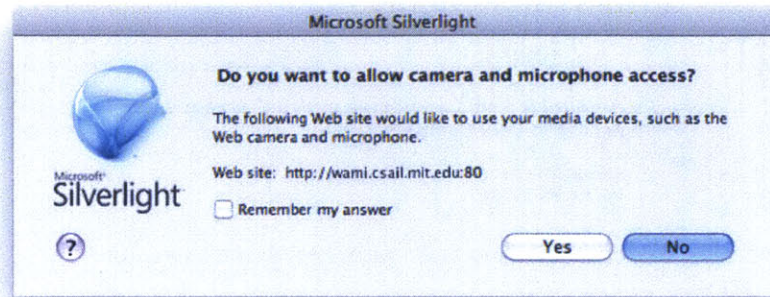 Microsoft Silverlight
Do you want to allow camera and microphone access?
The following Web site would like to use your media devices, such as the
Web camera and microphone.
Web site: http://wami.csail.mit.edu:80
Microsoft®
Silverlight
Remember my answer
?
Yes
No